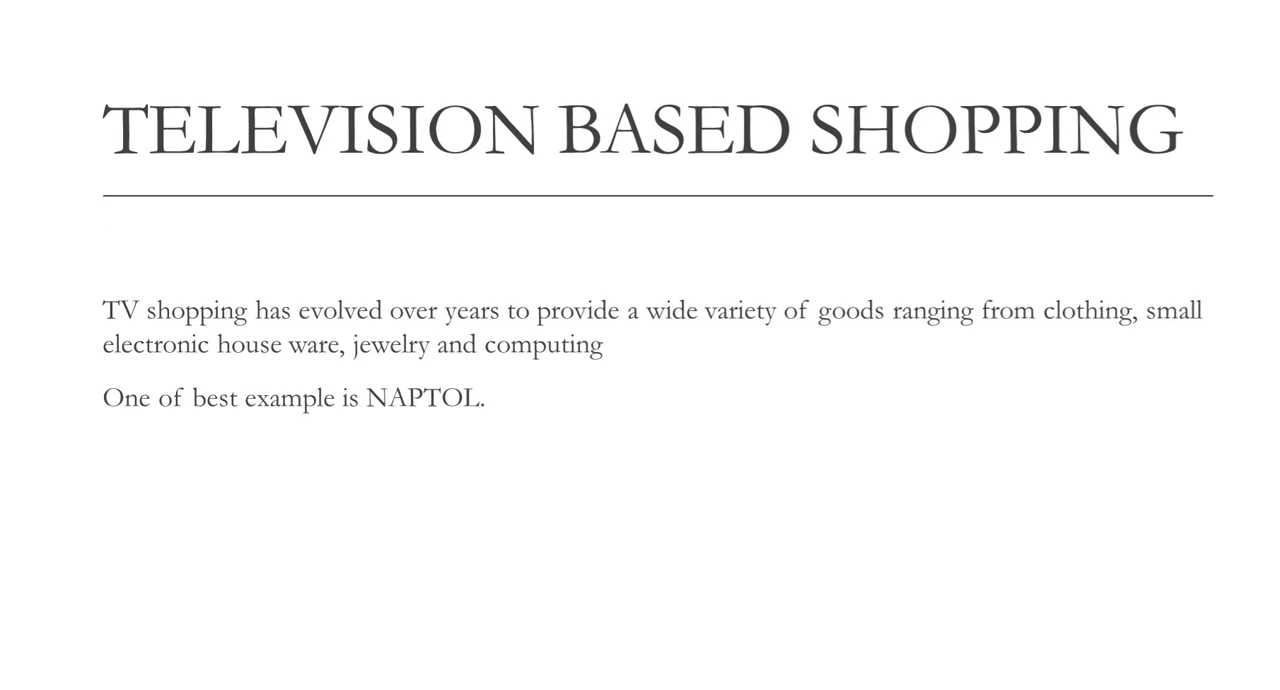 TELEVISION BASED SHOPPING
TV shopping has evolved over years to provide a wide variety of goods ranging from clothing, small
electronic house ware, jewelry and computing
One of best example is NAPTOL.